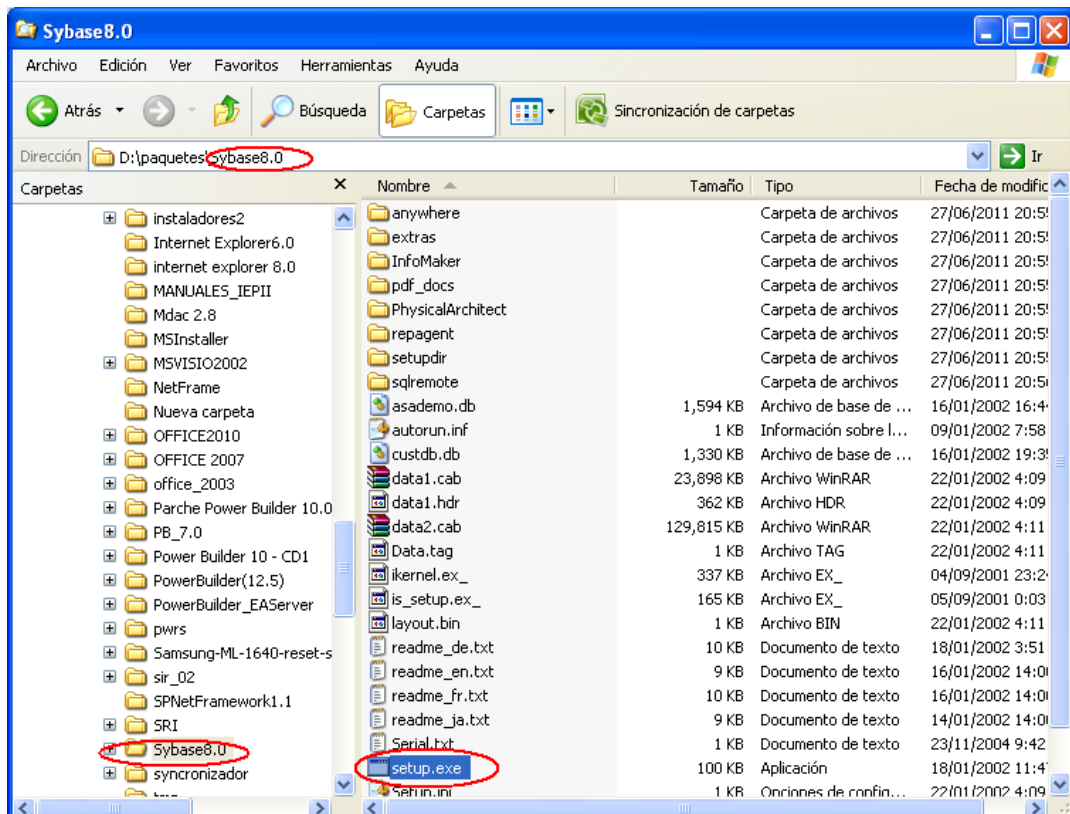 Sybase8.0
Archivo Edición Ver Favoritos Herramientas Ayuda
Atrás Búsqueda Carpetas Sincronización de carpetas
Dirección D:\paquetes\Sybase8.0 Ir
Carpetas
instaladores2
Internet Explorer6.0
internet explorer 8.0
MANUALES_IEPII
Mdac 2.8
MSInstaller
MSVISIO2002
NetFrame
Nueva carpeta
OFFICE2010
OFFICE 2007
office_2003
Parche Power Builder 10.0
PB_7.0
Power Builder 10 - CD1
PowerBuilder(12.5)
PowerBuilder_EAServer
pwrs
Samsung-ML-1640-reset-s
sir_02
SPNetFramework1.1
SRI
Sybase8.0
syncronizador
Nombre Tamaño Tipo Fecha de modific
anywhere Carpeta de archivos 27/06/2011 20:5
extras Carpeta de archivos 27/06/2011 20:5
InfoMaker Carpeta de archivos 27/06/2011 20:5
pdf_docs Carpeta de archivos 27/06/2011 20:5
PhysicalArchitect Carpeta de archivos 27/06/2011 20:5
repagent Carpeta de archivos 27/06/2011 20:5
setupdir Carpeta de archivos 27/06/2011 20:5
sqlremote Carpeta de archivos 27/06/2011 20:5
asademo.db 1,594 KB Archivo de base de ... 16/01/2002 16:4
autorun.inf 1 KB Información sobre l... 09/01/2002 7:58
custdb.db 1,330 KB Archivo de base de ... 16/01/2002 19:3
data1.cab 23,898 KB Archivo WinRAR 22/01/2002 4:09
data1.hdr 362 KB Archivo HDR 22/01/2002 4:09
data2.cab 129,815 KB Archivo WinRAR 22/01/2002 4:11
Data.tag 1 KB Archivo TAG 22/01/2002 4:11
ikernel.ex_ 337 KB Archivo EX_ 04/09/2001 23:2
is_setup.ex_ 165 KB Archivo EX_ 05/09/2001 0:03
layout.bin 1 KB Archivo BIN 22/01/2002 4:11
readme_de.txt 10 KB Documento de texto 18/01/2002 3:51
readme_en.txt 9 KB Documento de texto 16/01/2002 14:0
readme_fr.txt 10 KB Documento de texto 16/01/2002 14:0
readme_ja.txt 9 KB Documento de texto 14/01/2002 14:0
Serial.txt 1 KB Documento de texto 23/11/2004 9:42
setup.exe 100 KB Aplicación 18/01/2002 11:4
Setup.ini 1 KB Opciones de config... 22/01/2002 4:09